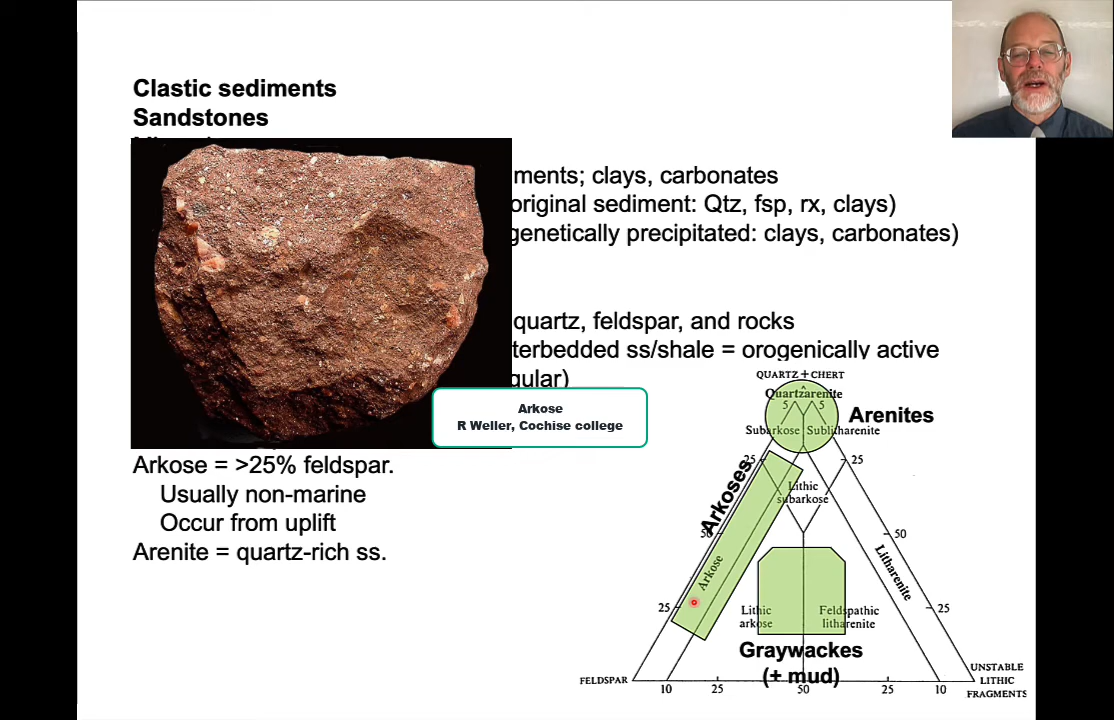 Clastic sediments
Sandstones
ments; clays, carbonates
original sediment: Qtz, fsp, rx, clays)
genetically precipitated: clays, carbonates)
quartz, feldspar, and rocks
terbedded ss/shale = orogenically active
gular)
Arkose
R Weller, Cochise college
Arkose = >25% feldspar.
Usually non-marine
Occur from uplift
Arenite = quartz-rich ss.
QUARTZ + CHERT
Quartzarenite
5 5
Arenites
Subarkose Sublitharenite
25 25
Arkoses
Lithic
subarkose
50 50
Arkose
Litharenite
25 25
Lithic
arkose
Feldspathic
litharenite
Graywackes
(+ mud)
FELDSPAR
UNSTABLE
LITHIC
FRAGMENTS
10 25 50 25 10